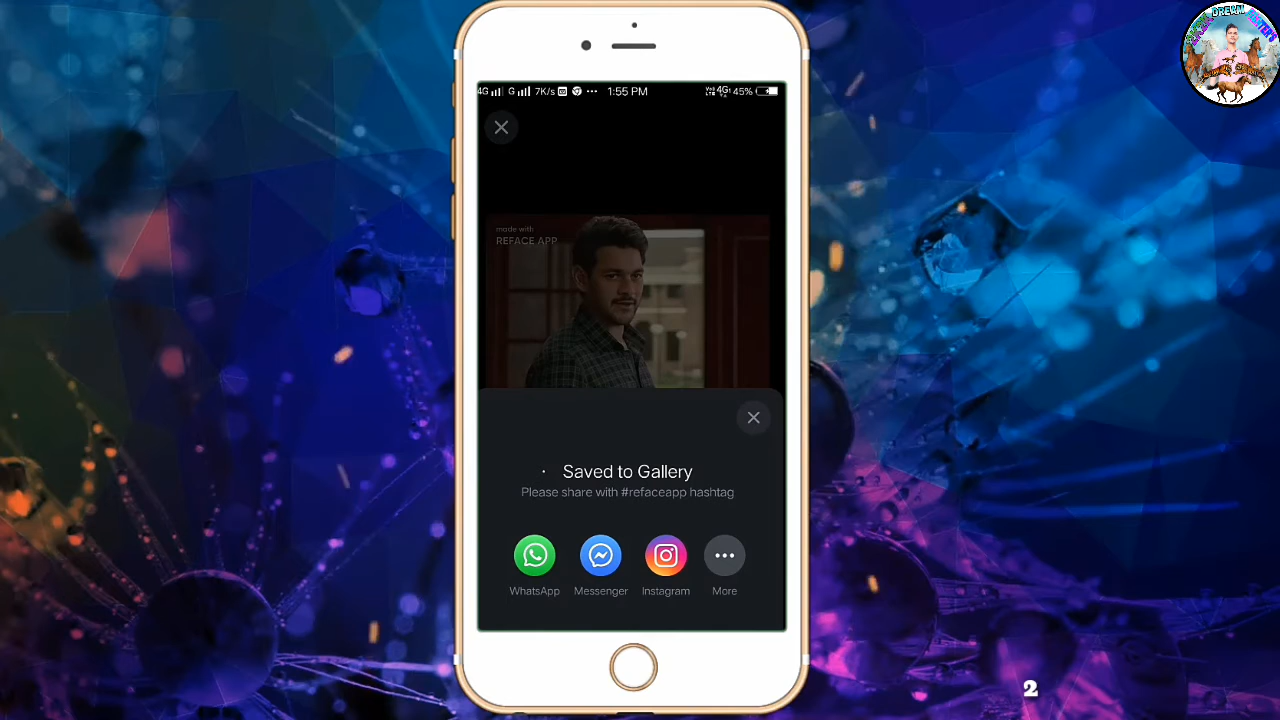 4G G 7K/s 1:55 PM 4G 45%
made with
REFACE APP
Saved to Gallery
Please share with #refaceapp hashtag
WhatsApp Messenger Instagram More
2